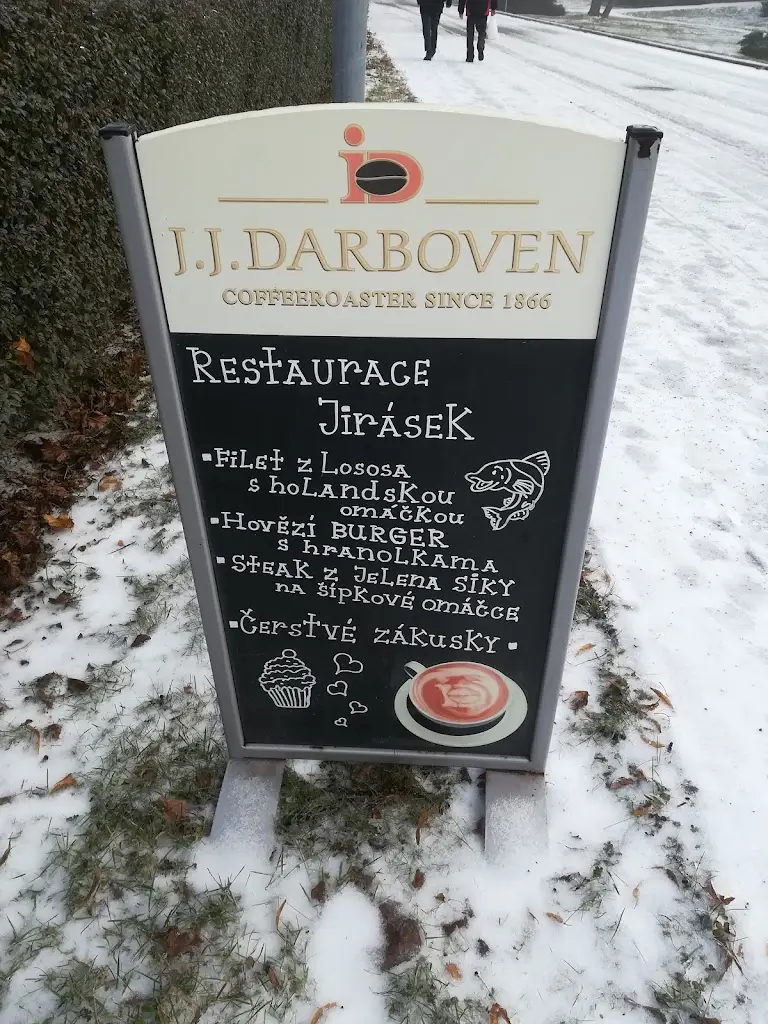 J.J.DARBOVEN
COFFEEROASTER SINCE 1866
RESTAURACE
JIRÁSEK
▪FILET Z LOSOSA
S HOLANDSKOU
OMÁČKOU
▪HOVĚZÍ BURGER
S HRANOLKAMA
▪STEAK Z JELENA SÍKY
NA ŠÍPKOVÉ OMÁČCE
▪ČERSTVÉ ZÁKUSKY▪